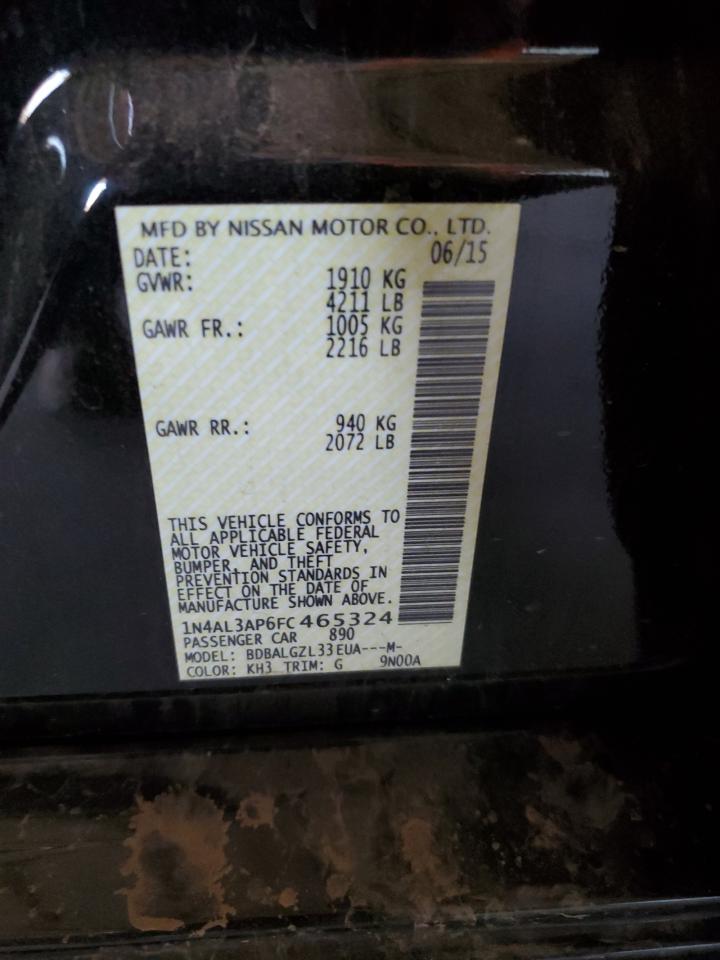 MFD BY NISSAN MOTOR CO., LTD.
DATE: 06/15
GVWR: 1910 KG
4211 LB
GAWR FR.: 1005 KG
2216 LB
GAWR RR.: 940 KG
2072 LB
THIS VEHICLE CONFORMS TO
ALL APPLICABLE FEDERAL
MOTOR VEHICLE SAFETY,
BUMPER, AND THEFT
PREVENTION STANDARDS IN
EFFECT ON THE DATE OF
MANUFACTURE SHOWN ABOVE.
1N4AL3AP6FC465324
PASSENGER CAR 890
MODEL: BDBALGZL33EUA---M-
COLOR: KH3 TRIM: G 9N00A